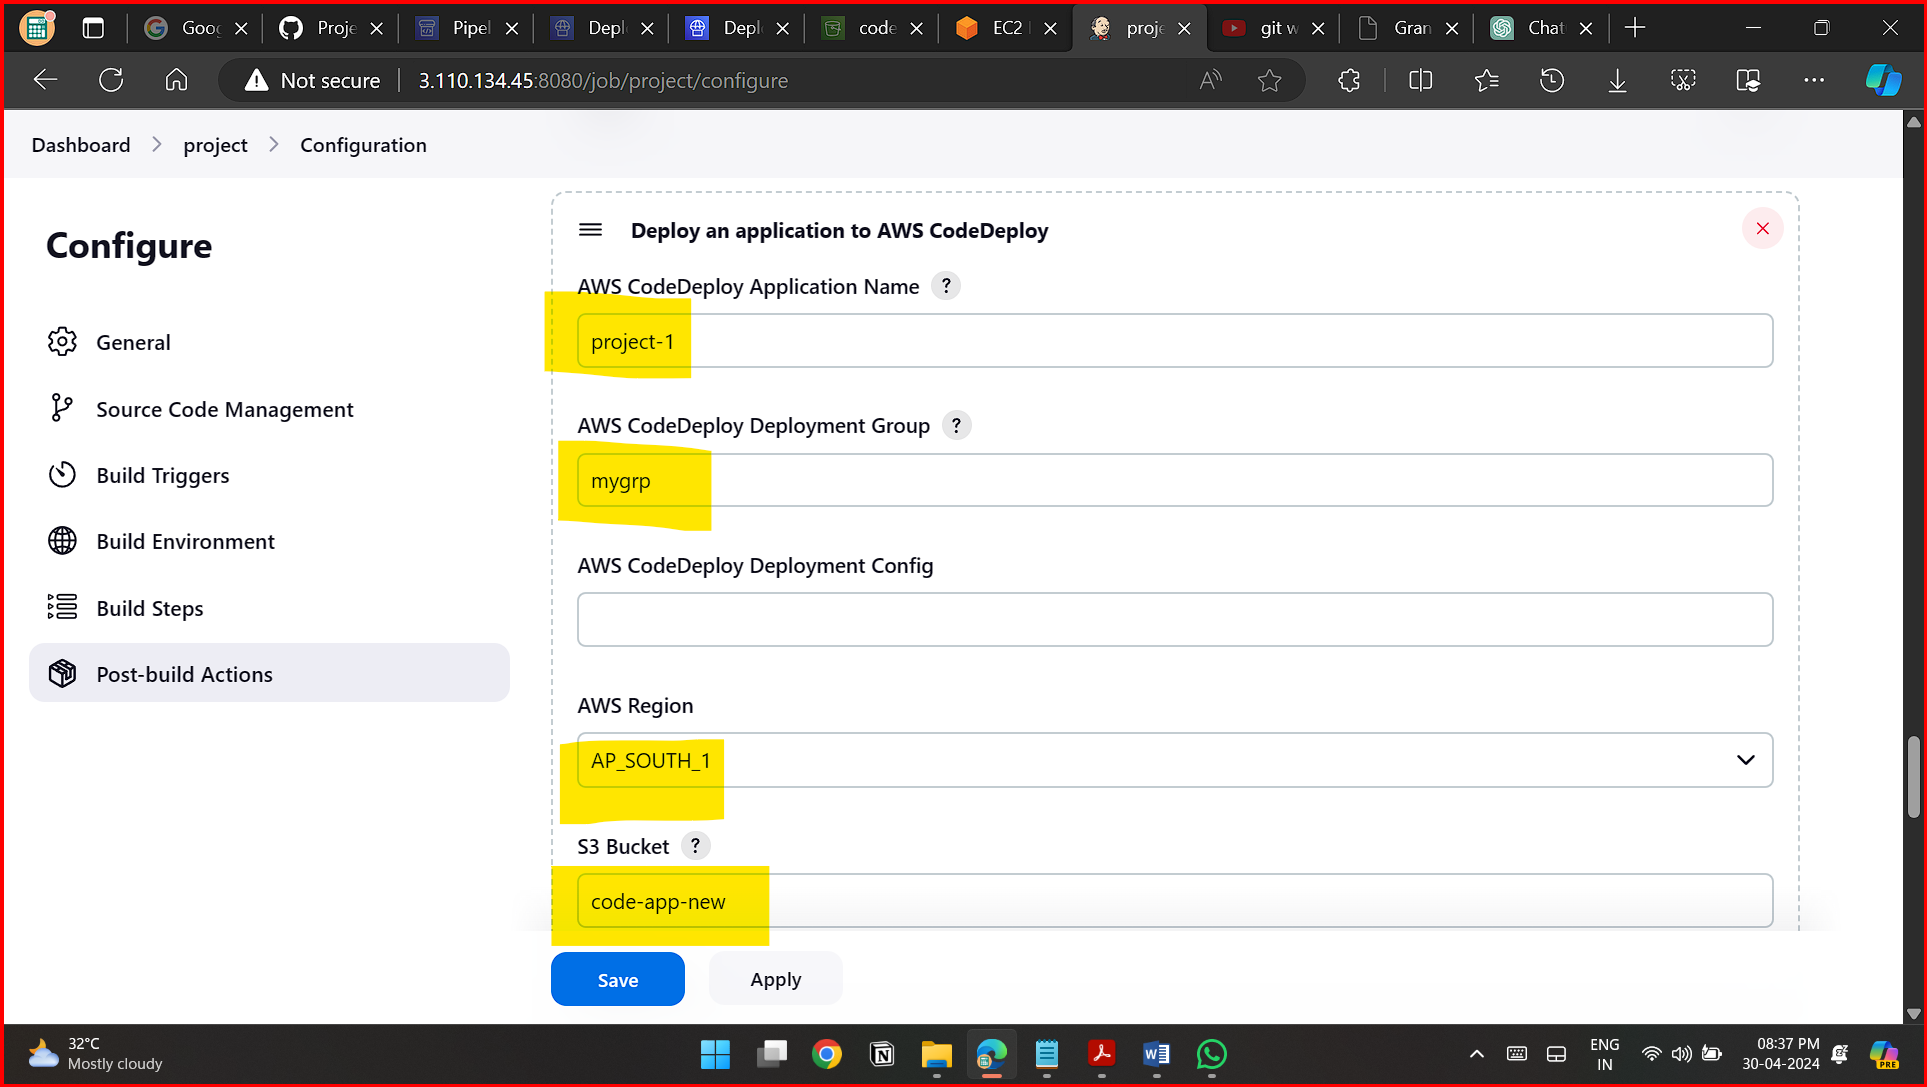 Goo
Proje
Pipel
Depl
Depl
code
EC2
proje
git w
Gran
Chat
Not secure
3.110.134.45:8080/job/project/configure
Dashboard > project > Configuration
Configure
General
Source Code Management
Build Triggers
Build Environment
Build Steps
Post-build Actions
Deploy an application to AWS CodeDeploy
AWS CodeDeploy Application Name ?
project-1
AWS CodeDeploy Deployment Group ?
mygrp
AWS CodeDeploy Deployment Config
AWS Region
AP_SOUTH_1
S3 Bucket ?
code-app-new
Save
Apply
32°C
Mostly cloudy
ENG
IN
08:37 PM
30-04-2024
PRE